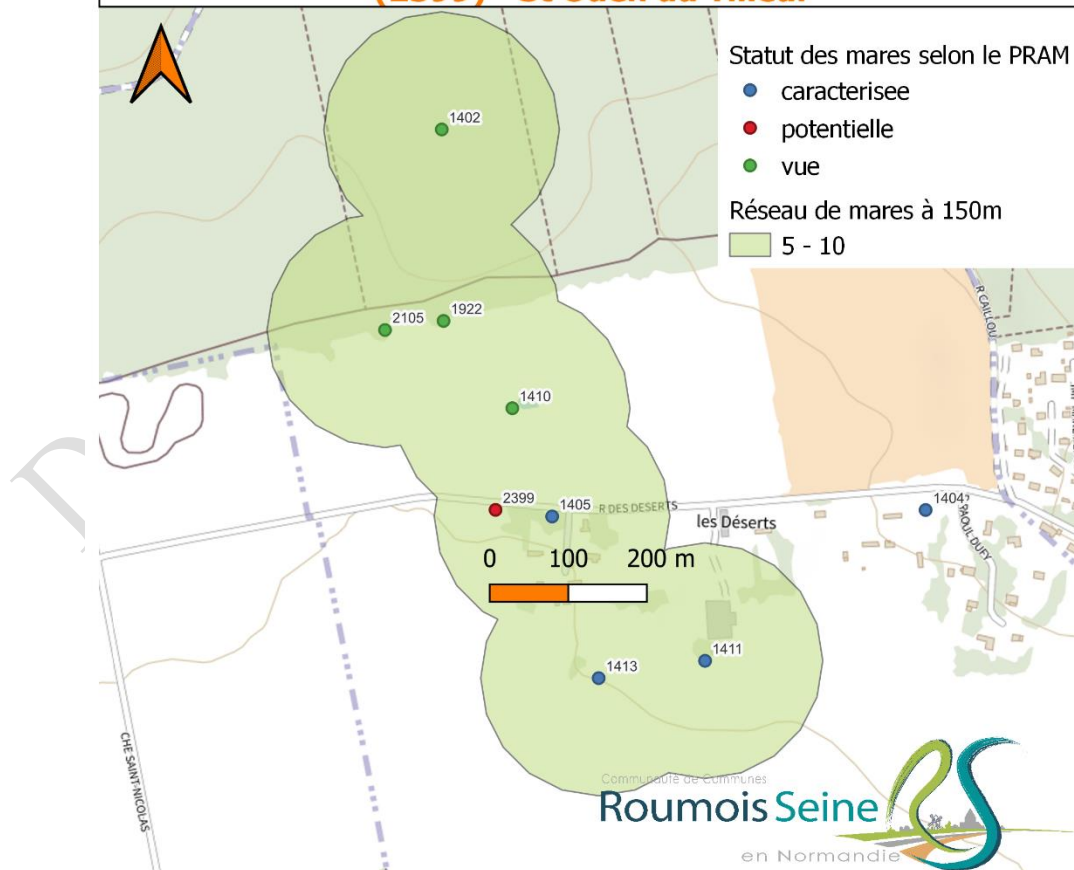 Statut des mares selon le PRAM
caracterisee
potentielle
vue
Réseau de mares à 150m
5 - 10
1402
R CAILLOU
2105
1922
1410
2399
1405
R DES DESERTS
les Déserts
1404
RAOUL DUFY
0 100 200 m
1413
1411
CHE SAINT-NICOLAS
Communauté de Communes
Roumois Seine
en Normandie